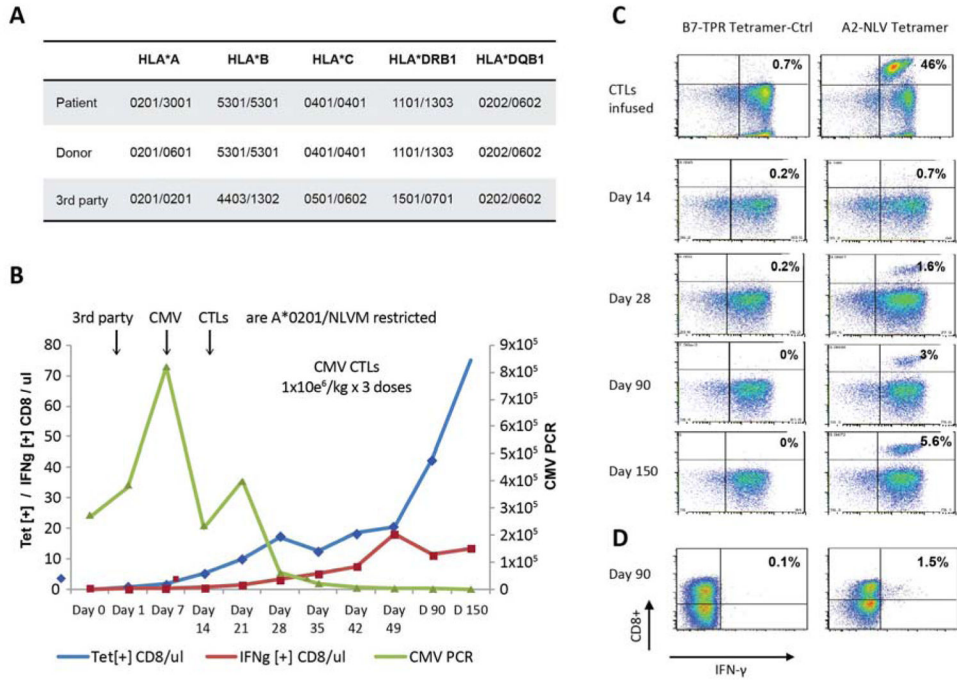 A
HLA*A HLA*B HLA*C HLA*DRB1 HLA*DQB1
Patient 0201/3001 5301/5301 0401/0401 1101/1303 0202/0602
Donor 0201/0601 5301/5301 0401/0401 1101/1303 0202/0602
3rd party 0201/0201 4403/1302 0501/0602 1501/0701 0202/0602
B
3rd party CMV CTLs are A*0201/NLVM restricted
CMV CTLs
1x10e⁶/kg x 3 doses
Tet [+] / IFNg [+] CD8 / ul
80
70
60
50
40
30
20
10
0
9x10⁵
8x10⁵
7x10⁵
6x10⁵
5x10⁵
4x10⁵
3x10⁵
2x10⁵
1x10⁵
0
CMV PCR
Day 0 Day 1 Day 7 Day Day Day Day Day Day D 90 D 150
14 21 28 35 42 49
Tet[+] CD8/ul IFNg [+] CD8/ul CMV PCR
C
B7-TPR Tetramer-Ctrl A2-NLV Tetramer
CTLs
infused
0.7% 46%
Day 14 0.2% 0.7%
Day 28 0.2% 1.6%
Day 90 0% 3%
Day 150 0% 5.6%
D
Day 90 0.1% 1.5%
CD8+
IFN-γ